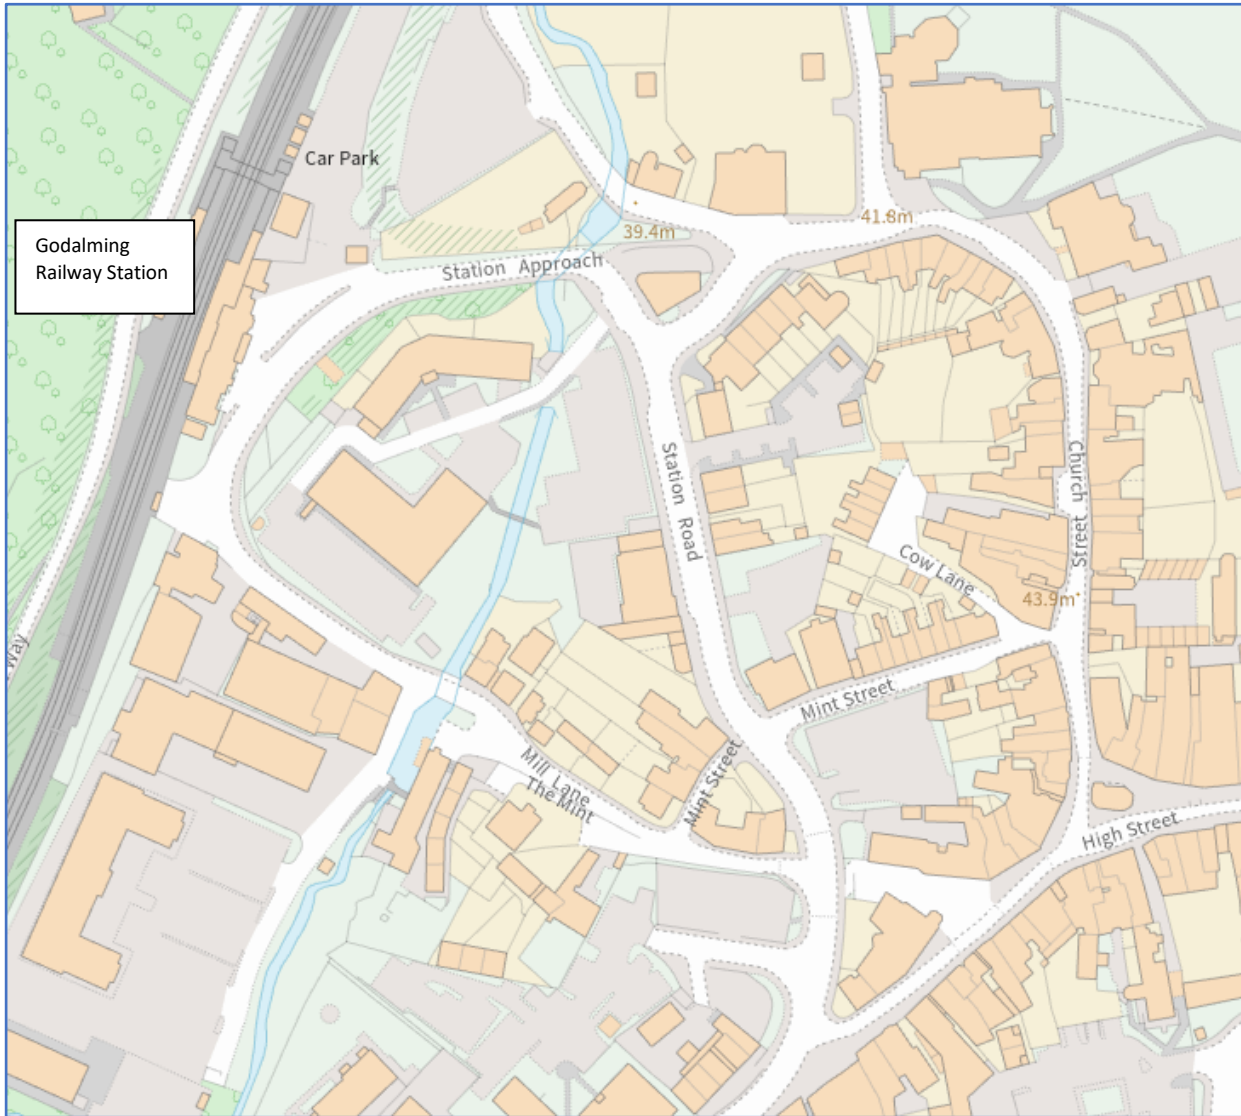 Car Park
Godalming
Railway Station
39.4m
41.8m
Station Approach
Station Road
Church Street
Cow Lane
43.9m
Way
Mint Street
Mill Lane
The Mint
Mint Street
High Street